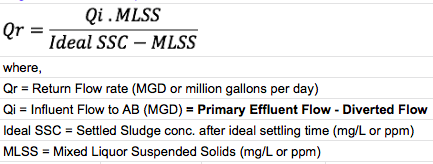 Qr = Qi . MLSS / Ideal SSC − MLSS
where,
Qr = Return Flow rate (MGD or million gallons per day)
Qi = Influent Flow to AB (MGD) = Primary Effluent Flow - Diverted Flow
Ideal SSC = Settled Sludge conc. after ideal settling time (mg/L or ppm)
MLSS = Mixed Liquor Suspended Solids (mg/L or ppm)